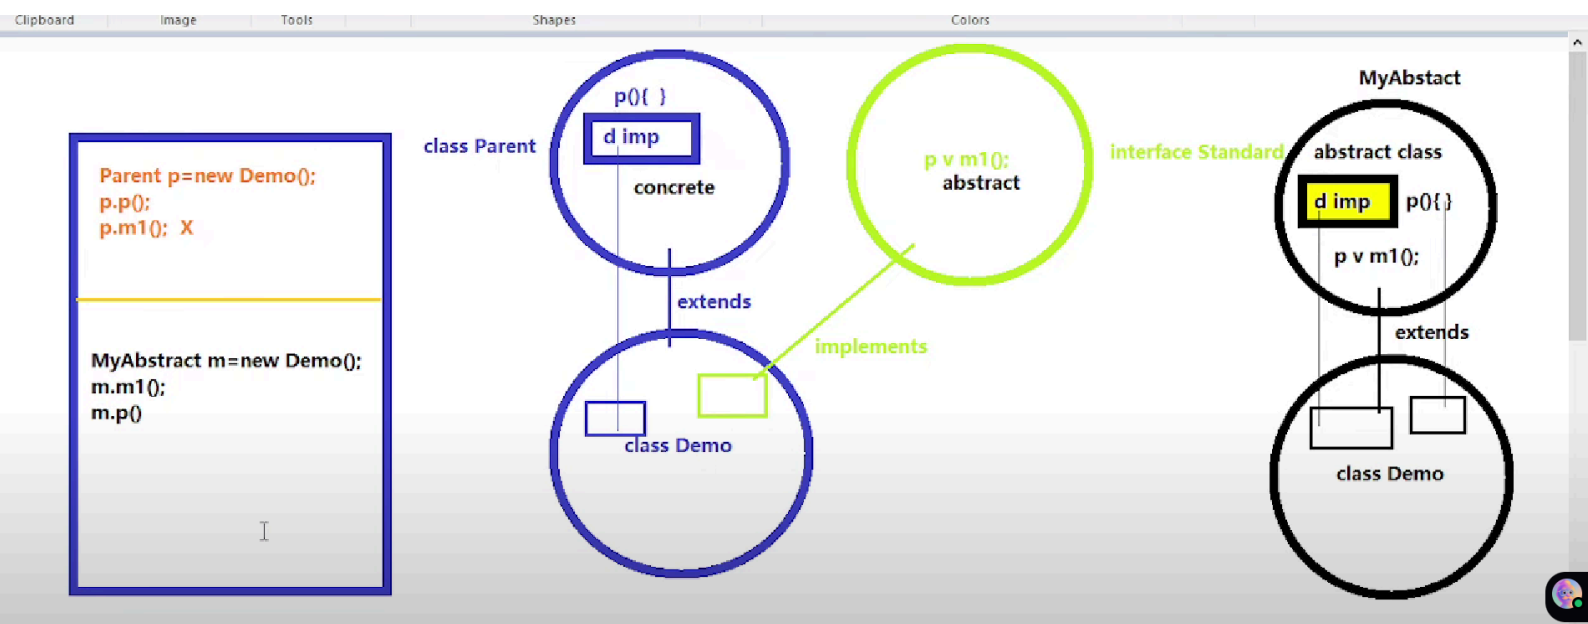 Clipboard
Image
Tools
Shapes
Colors
Parent p=new Demo();
p.p();
p.m1(); X
MyAbstract m=new Demo();
m.m1();
m.p()
class Parent
p(){ }
d imp
concrete
extends
class Demo
p v m1();
abstract
interface Standard
implements
MyAbstact
abstract class
d imp
p(){ }
p v m1();
extends
class Demo